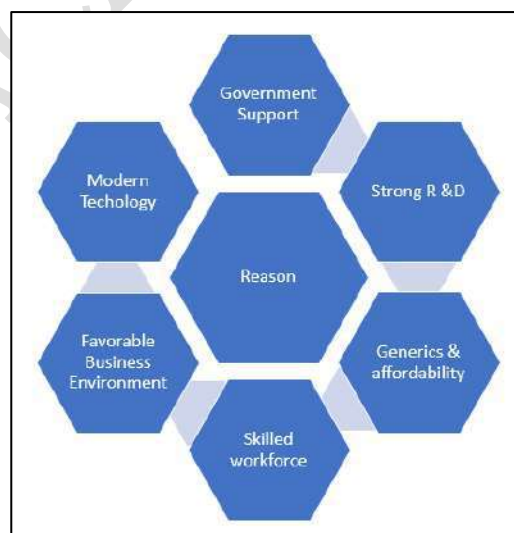 Government
Support
Strong R &D
Generics &
affordability
Skilled
workforce
Favorable
Business
Environment
Modern
Techology
Reason